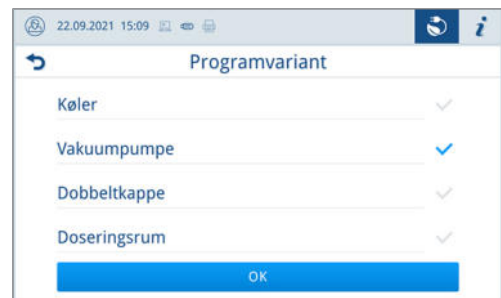 22.09.2021 15:09
i
Programvariant
Køler
Vakuumpumpe
Dobbeltkappe
Doseringsrum
OK